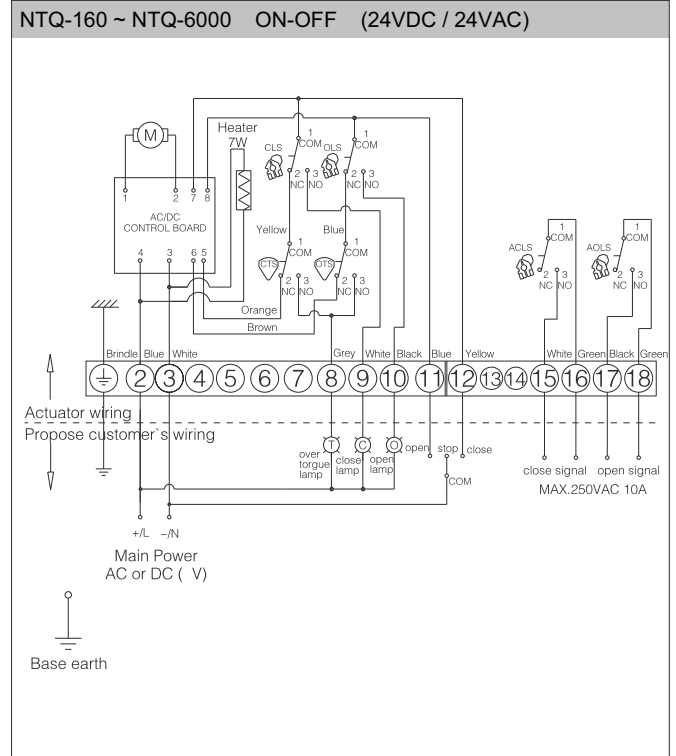 NTQ-160 ~ NTQ-6000 ON-OFF (24VDC / 24VAC)
M
Heater
7W
1 2 7 8
AC/DC
CONTROL BOARD
4 3 6 5
CLS
1
COM
2 3
NC NO
OLS
1
COM
2 3
NC NO
Yellow
Blue
CTS
1
COM
2 3
NC NO
OTS
1
COM
2 3
NC NO
Orange
Brown
ACLS
1
COM
2 3
NC NO
AOLS
1
COM
2 3
NC NO
Brindle Blue White Grey White Black Blue Yellow White Green Black Green
2 3 4 5 6 7 8 9 10 11 12 13 14 15 16 17 18
Actuator wiring
Propose customer`s wiring
T C O
over
torgue
lamp
close
lamp
open
lamp
open stop close
COM
close signal open signal
MAX.250VAC 10A
+/L −/N
Main Power
AC or DC ( V)
Base earth